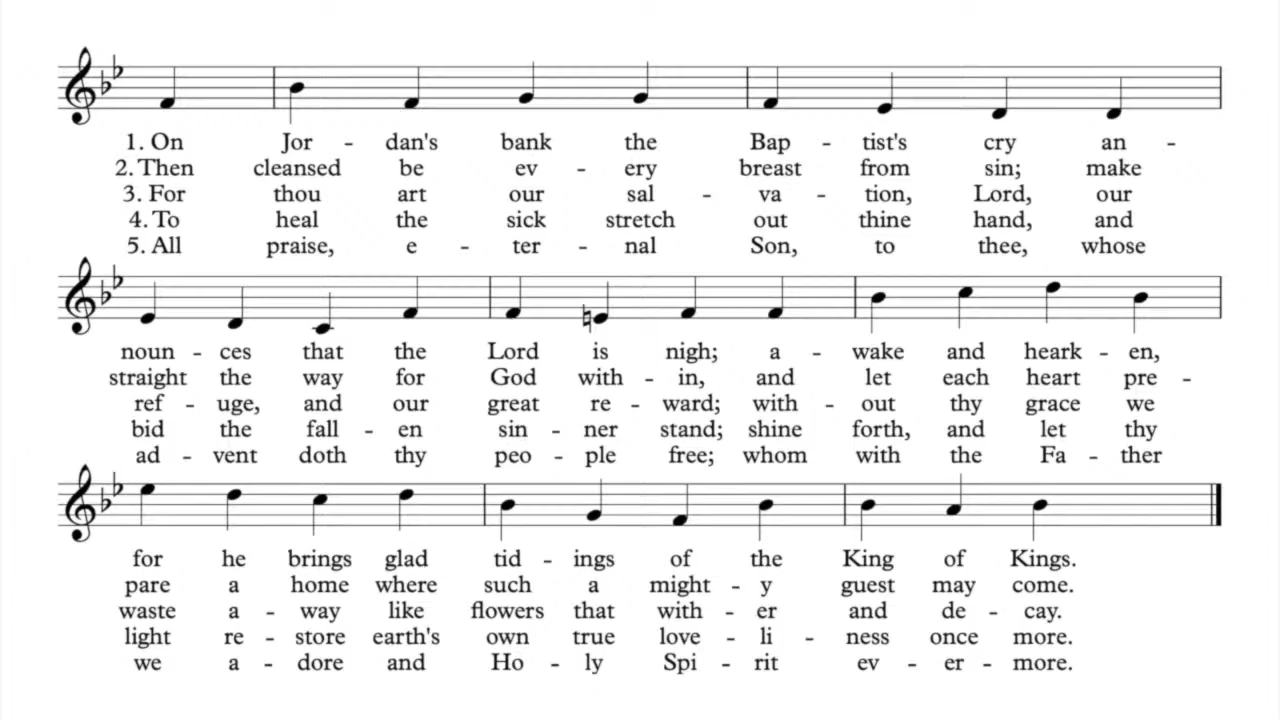 1. On Jor - dan's bank the Bap - tist's cry an -
2. Then cleansed be ev - ery breast from sin; make
3. For thou art our sal - va - tion, Lord, our
4. To heal the sick stretch out thine hand, and
5. All praise, e - ter - nal Son, to thee, whose
noun - ces that the Lord is nigh; a - wake and heark - en,
straight the way for God with - in, and let each heart pre -
ref - uge, and our great re - ward; with - out thy grace we
bid the fall - en sin - ner stand; shine forth, and let thy
ad - vent doth thy peo - ple free; whom with the Fa - ther
for he brings glad tid - ings of the King of Kings.
pare a home where such a might - y guest may come.
waste a - way like flowers that with - er and de - cay.
light re - store earth's own true love - li - ness once more.
we a - dore and Ho - ly Spi - rit ev - er - more.